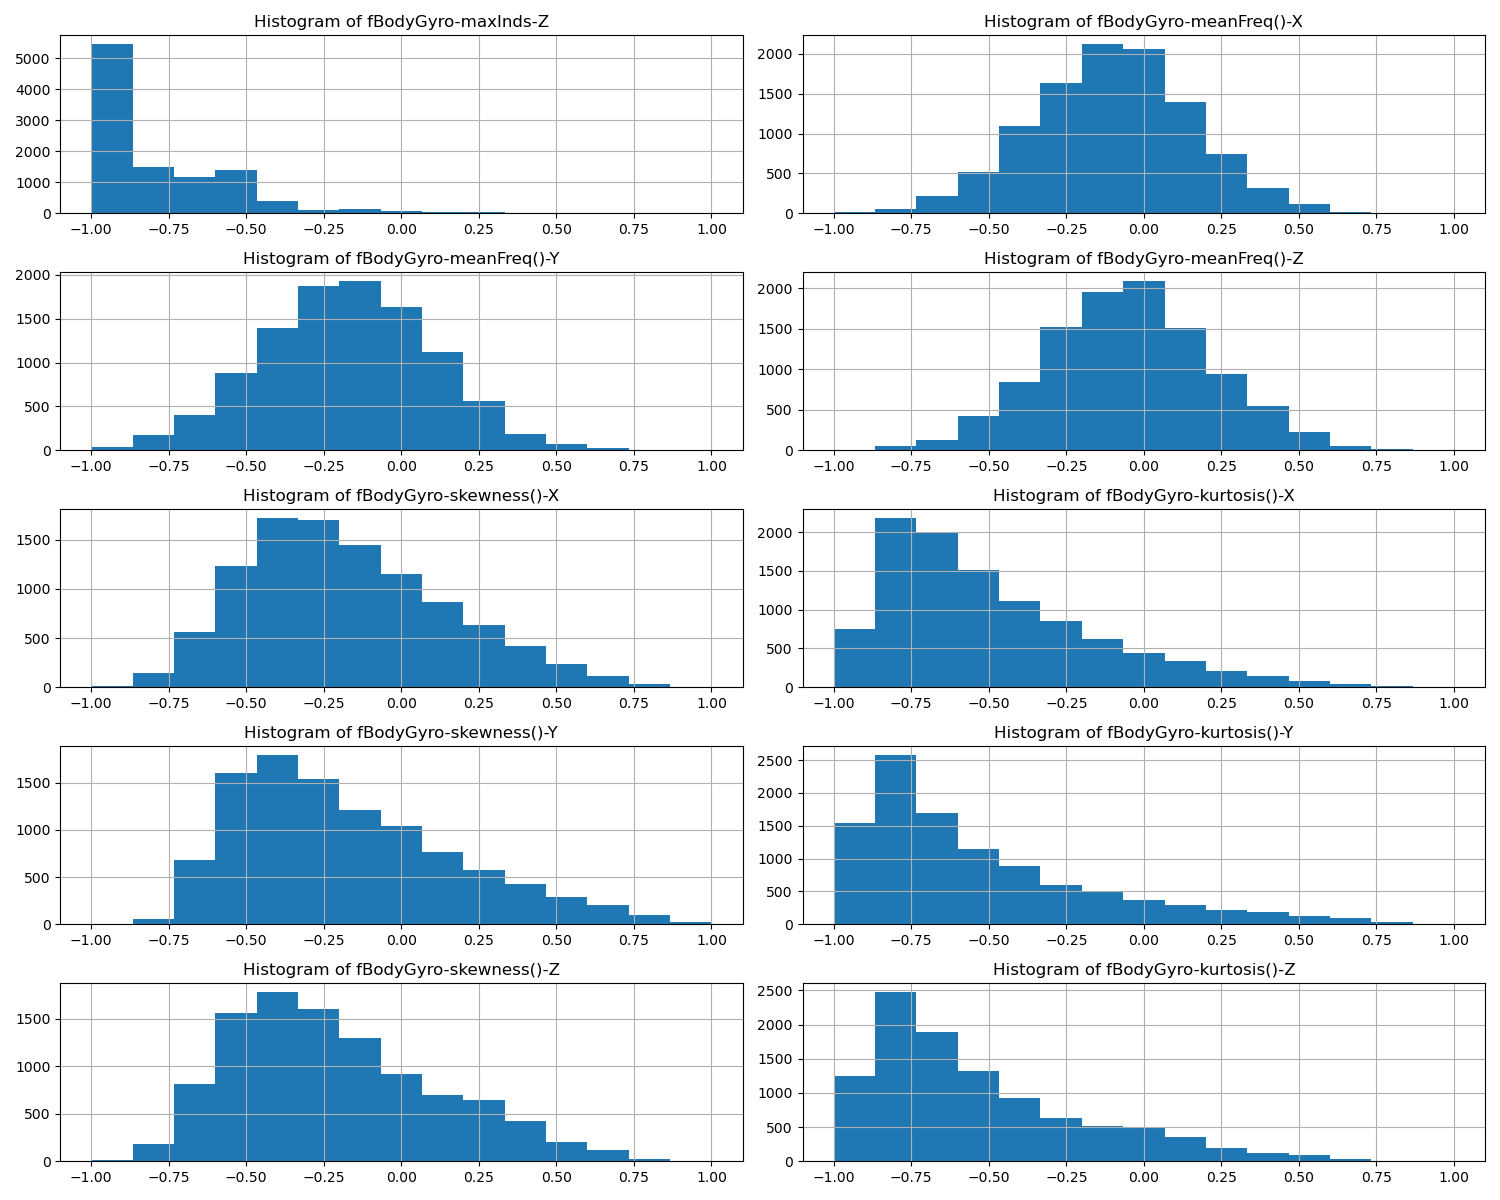 Histogram of fBodyGyro-maxInds-Z
5000
4000
3000
2000
1000
0
−1.00 −0.75 −0.50 −0.25 0.00 0.25 0.50 0.75 1.00
Histogram of fBodyGyro-meanFreq()-X
2000
1500
1000
500
0
−1.00 −0.75 −0.50 −0.25 0.00 0.25 0.50 0.75 1.00
Histogram of fBodyGyro-meanFreq()-Y
2000
1500
1000
500
0
−1.00 −0.75 −0.50 −0.25 0.00 0.25 0.50 0.75 1.00
Histogram of fBodyGyro-meanFreq()-Z
2000
1500
1000
500
0
−1.00 −0.75 −0.50 −0.25 0.00 0.25 0.50 0.75 1.00
Histogram of fBodyGyro-skewness()-X
1500
1000
500
0
−1.00 −0.75 −0.50 −0.25 0.00 0.25 0.50 0.75 1.00
Histogram of fBodyGyro-kurtosis()-X
2000
1500
1000
500
0
−1.00 −0.75 −0.50 −0.25 0.00 0.25 0.50 0.75 1.00
Histogram of fBodyGyro-skewness()-Y
1500
1000
500
0
−1.00 −0.75 −0.50 −0.25 0.00 0.25 0.50 0.75 1.00
Histogram of fBodyGyro-kurtosis()-Y
2500
2000
1500
1000
500
0
−1.00 −0.75 −0.50 −0.25 0.00 0.25 0.50 0.75 1.00
Histogram of fBodyGyro-skewness()-Z
1500
1000
500
0
−1.00 −0.75 −0.50 −0.25 0.00 0.25 0.50 0.75 1.00
Histogram of fBodyGyro-kurtosis()-Z
2500
2000
1500
1000
500
0
−1.00 −0.75 −0.50 −0.25 0.00 0.25 0.50 0.75 1.00